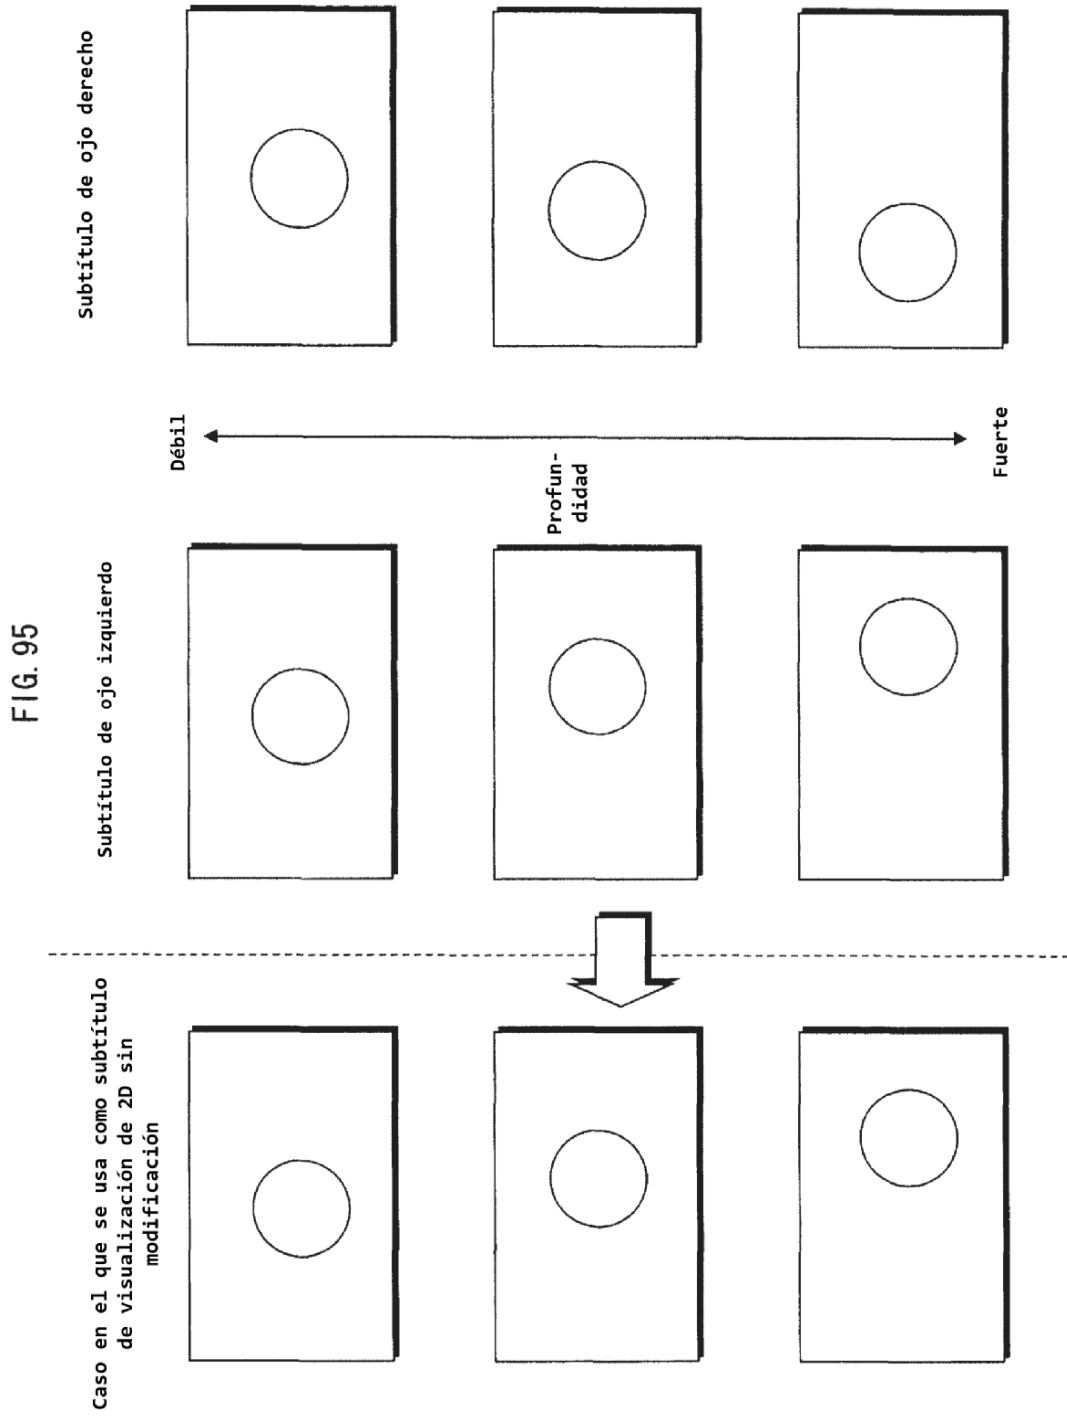 FIG. 95
Caso en el que se usa como subtítulo
de visualización de 2D sin
modificación
Subtítulo de ojo izquierdo
Subtítulo de ojo derecho
Débil
Profun-
didad
Fuerte